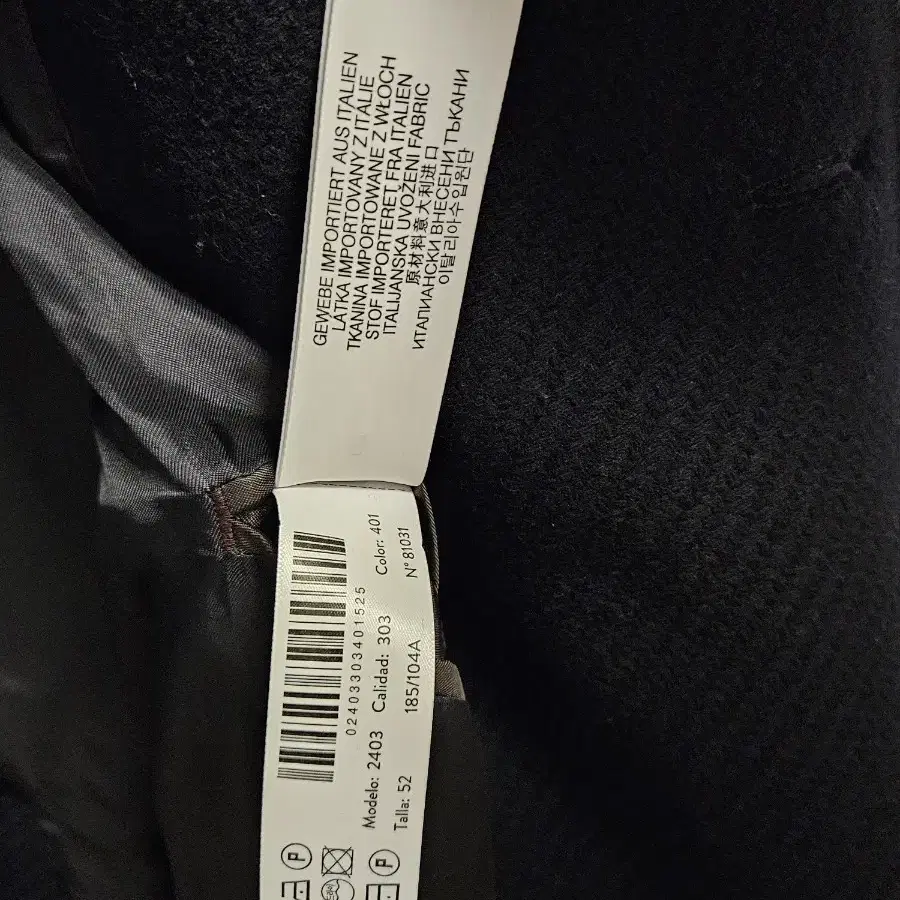 GEWEBE IMPORTIERT AUS ITALIEN
LÁTKA IMPORTOVANÝ Z ITÁLIE
TKANINA IMPORTOWANE Z WŁOCH
STOF IMPORTERET FRA ITALIEN
ITALIJANSKA UVOŽENI FABRIC
原材料意大利进口
ИТАЛИАНСКИ ВНЕСЕНИ ТЪКАНИ
이탈리아수입원단
0240330340 1525
Modelo: 2403 Calidad: 303 Color: 401
Talla: 52 185/104A Nº 81031
P
P